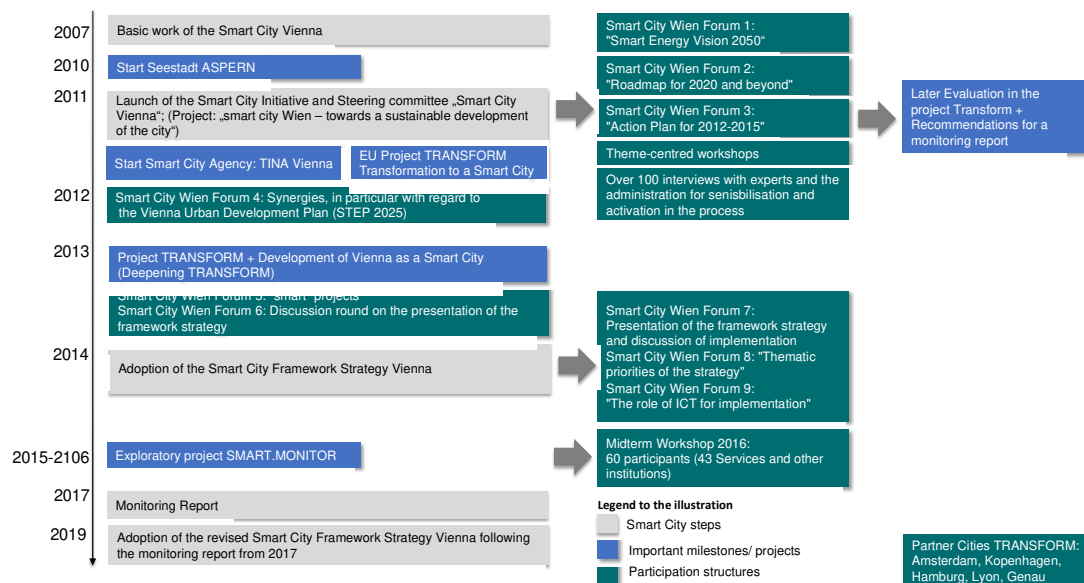 2007
Basic work of the Smart City Vienna
2010
Start Seestadt ASPERN
2011
Launch of the Smart City Initiative and Steering committee „Smart City
Vienna“; (Project: „smart city Wien – towards a sustainable development
of the city“)
Start Smart City Agency: TINA Vienna
EU Project TRANSFORM
Transformation to a Smart City
2012
Smart City Wien Forum 4: Synergies, in particular with regard to
the Vienna Urban Development Plan (STEP 2025)
2013
Project TRANSFORM + Development of Vienna as a Smart City
(Deepening TRANSFORM)
Smart City Wien Forum 5: "smart" projects
Smart City Wien Forum 6: Discussion round on the presentation of the
framework strategy
2014
Adoption of the Smart City Framework Strategy Vienna
2015-2106
Exploratory project SMART.MONITOR
2017
Monitoring Report
2019
Adoption of the revised Smart City Framework Strategy Vienna following
the monitoring report from 2017
Smart City Wien Forum 1:
"Smart Energy Vision 2050“
Smart City Wien Forum 2:
"Roadmap for 2020 and beyond"
Smart City Wien Forum 3:
"Action Plan for 2012-2015"
Theme-centred workshops
Over 100 interviews with experts and the
administration for senisbilisation and
activation in the process
Later Evaluation in the
project Transform +
Recommendations for a
monitoring report
Smart City Wien Forum 7:
Presentation of the framework strategy
and discussion of implementation
Smart City Wien Forum 8: "Thematic
priorities of the strategy"
Smart City Wien Forum 9:
"The role of ICT for implementation"
Midterm Workshop 2016:
60 participants (43 Services and other
institutions)
Legend to the illustration
Smart City steps
Important milestones/ projects
Participation structures
Partner Cities TRANSFORM:
Amsterdam, Kopenhagen,
Hamburg, Lyon, Genau